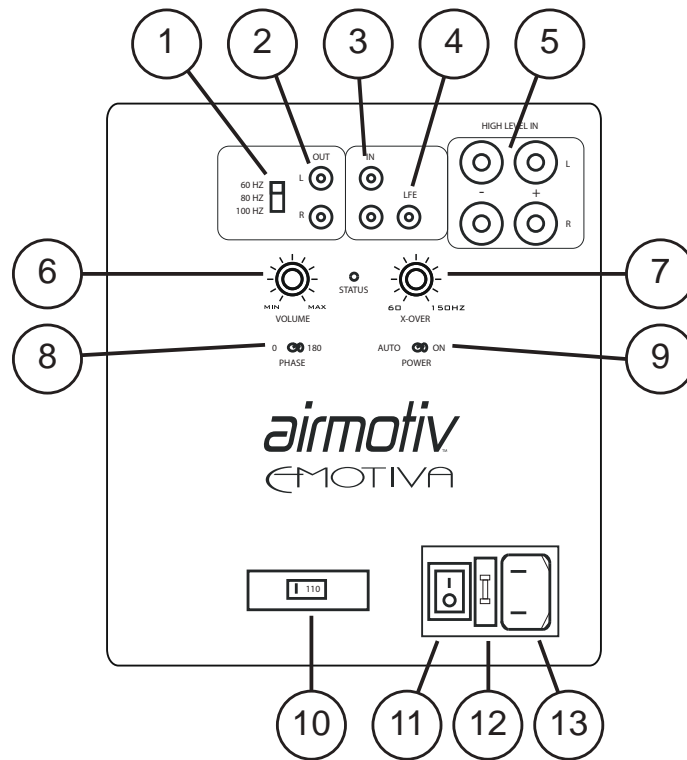 1 2 3 4 5
HIGH LEVEL IN
OUT IN
L L
60 HZ
80 HZ LFE - +
100 HZ
R R
6 7
STATUS
MIN MAX 60 150HZ
VOLUME X-OVER
8 0 180 AUTO ON 9
PHASE POWER
airmotiv™
EMOTIVA
I 110 I
10 11 12 13